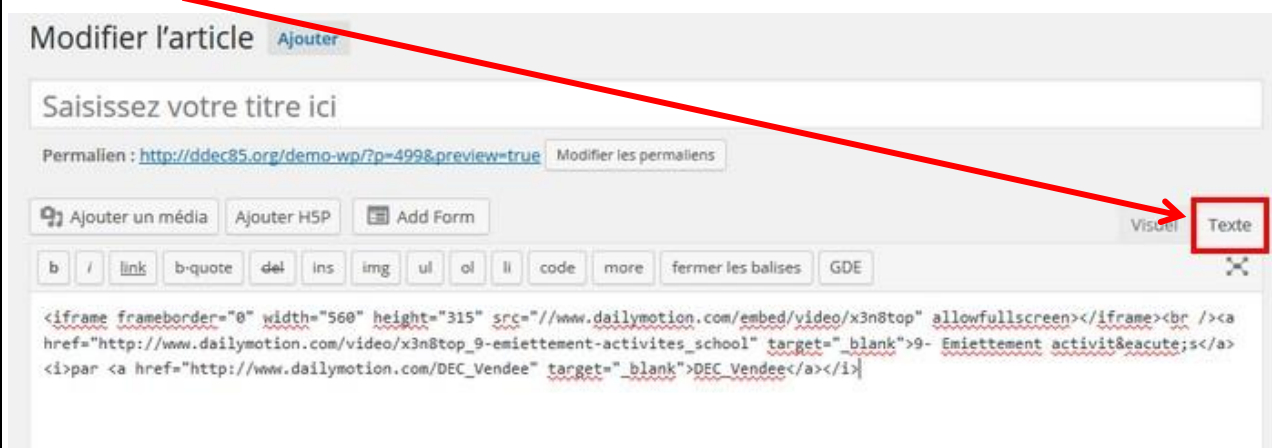 Modifier l'article Ajouter
Saisissez votre titre ici
Permalien : http://ddec85.org/demo-wp/?p=499&preview=true Modifier les permaliens
Ajouter un média Ajouter H5P Add Form Visuel Texte
b i link b-quote del ins img ul ol li code more fermer les balises GDE
<iframe frameborder="0" width="560" height="315" src="//www.dailymotion.com/embed/video/x3n8top" allowfullscreen></iframe><br /><a
href="http://www.dailymotion.com/video/x3n8top_9-emiettement-activites_school" target="_blank">9- Emiettement activit&eacute;s</a>
<i>par <a href="http://www.dailymotion.com/DEC_Vendee" target="_blank">DEC_Vendee</a></i>